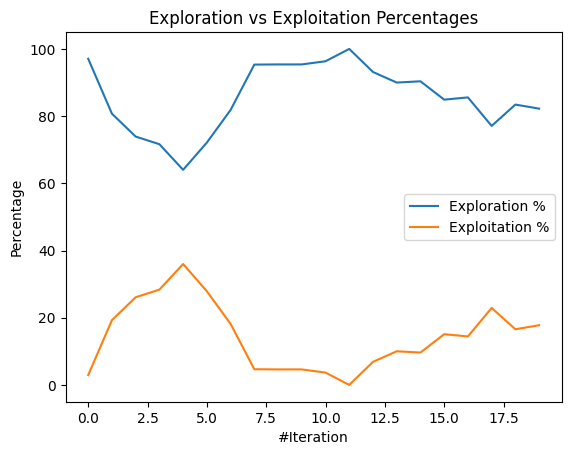 Exploration vs Exploitation Percentages
100
80
60
40
20
0
Percentage
Exploration %
Exploitation %
0.0 2.5 5.0 7.5 10.0 12.5 15.0 17.5
#Iteration